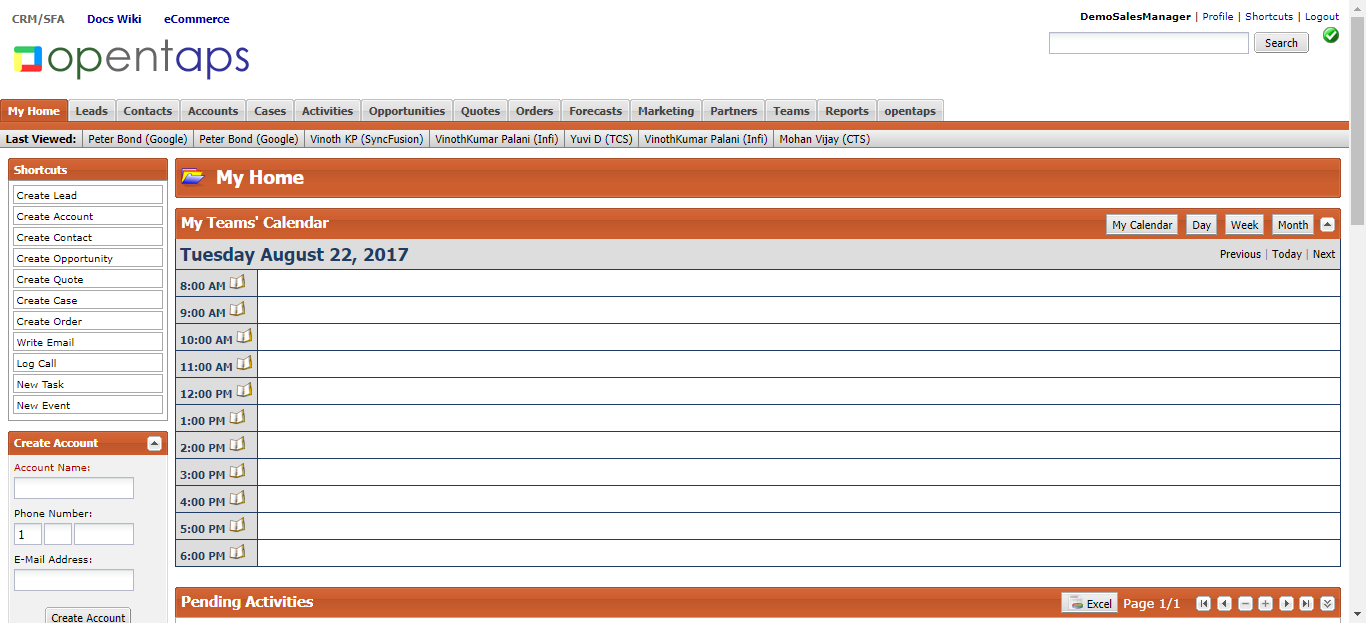 CRM/SFA Docs Wiki eCommerce
DemoSalesManager | Profile | Shortcuts | Logout
opentaps
Search
My Home Leads Contacts Accounts Cases Activities Opportunities Quotes Orders Forecasts Marketing Partners Teams Reports opentaps
Last Viewed: Peter Bond (Google) Peter Bond (Google) Vinoth KP (SyncFusion) VinothKumar Palani (Infi) Yuvi D (TCS) VinothKumar Palani (Infi) Mohan Vijay (CTS)
Shortcuts
Create Lead
Create Account
Create Contact
Create Opportunity
Create Quote
Create Case
Create Order
Write Email
Log Call
New Task
New Event
Create Account
Account Name:
Phone Number:
1
E-Mail Address:
Create Account
My Home
My Teams' Calendar
My Calendar Day Week Month
Tuesday August 22, 2017
Previous | Today | Next
8:00 AM
9:00 AM
10:00 AM
11:00 AM
12:00 PM
1:00 PM
2:00 PM
3:00 PM
4:00 PM
5:00 PM
6:00 PM
Pending Activities
Excel Page 1/1